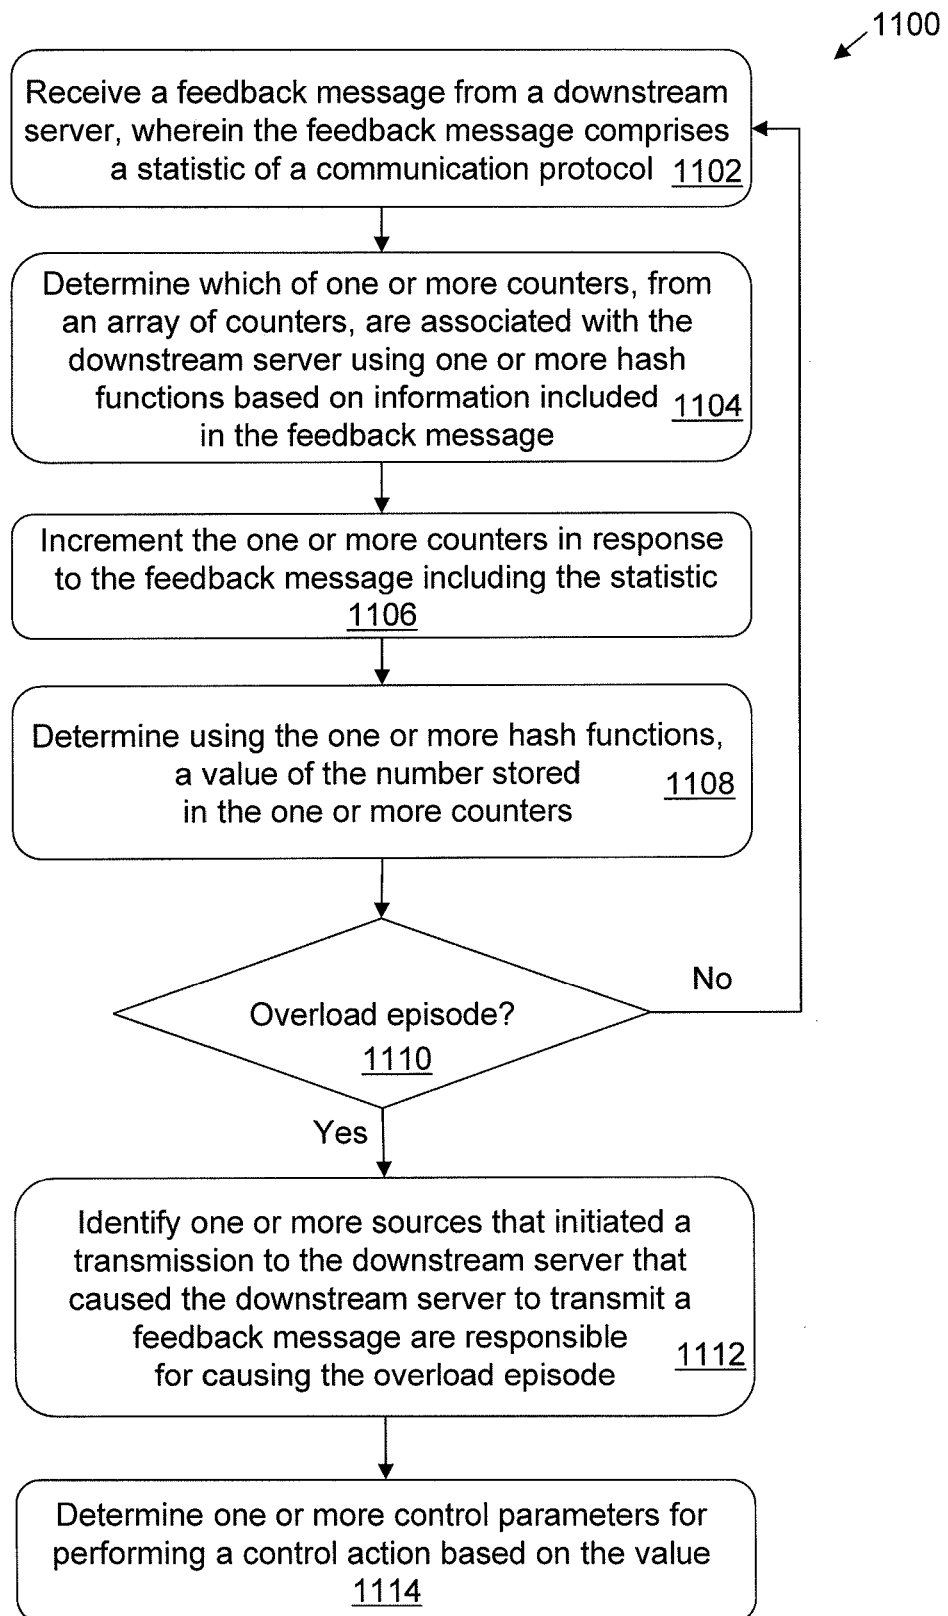 1100
Receive a feedback message from a downstream
server, wherein the feedback message comprises
a statistic of a communication protocol 1102
Determine which of one or more counters, from
an array of counters, are associated with the
downstream server using one or more hash
functions based on information included 1104
in the feedback message
Increment the one or more counters in response
to the feedback message including the statistic
1106
Determine using the one or more hash functions,
a value of the number stored 1108
in the one or more counters
No
Overload episode?
1110
Yes
Identify one or more sources that initiated a
transmission to the downstream server that
caused the downstream server to transmit a
feedback message are responsible 1112
for causing the overload episode
Determine one or more control parameters for
performing a control action based on the value
1114